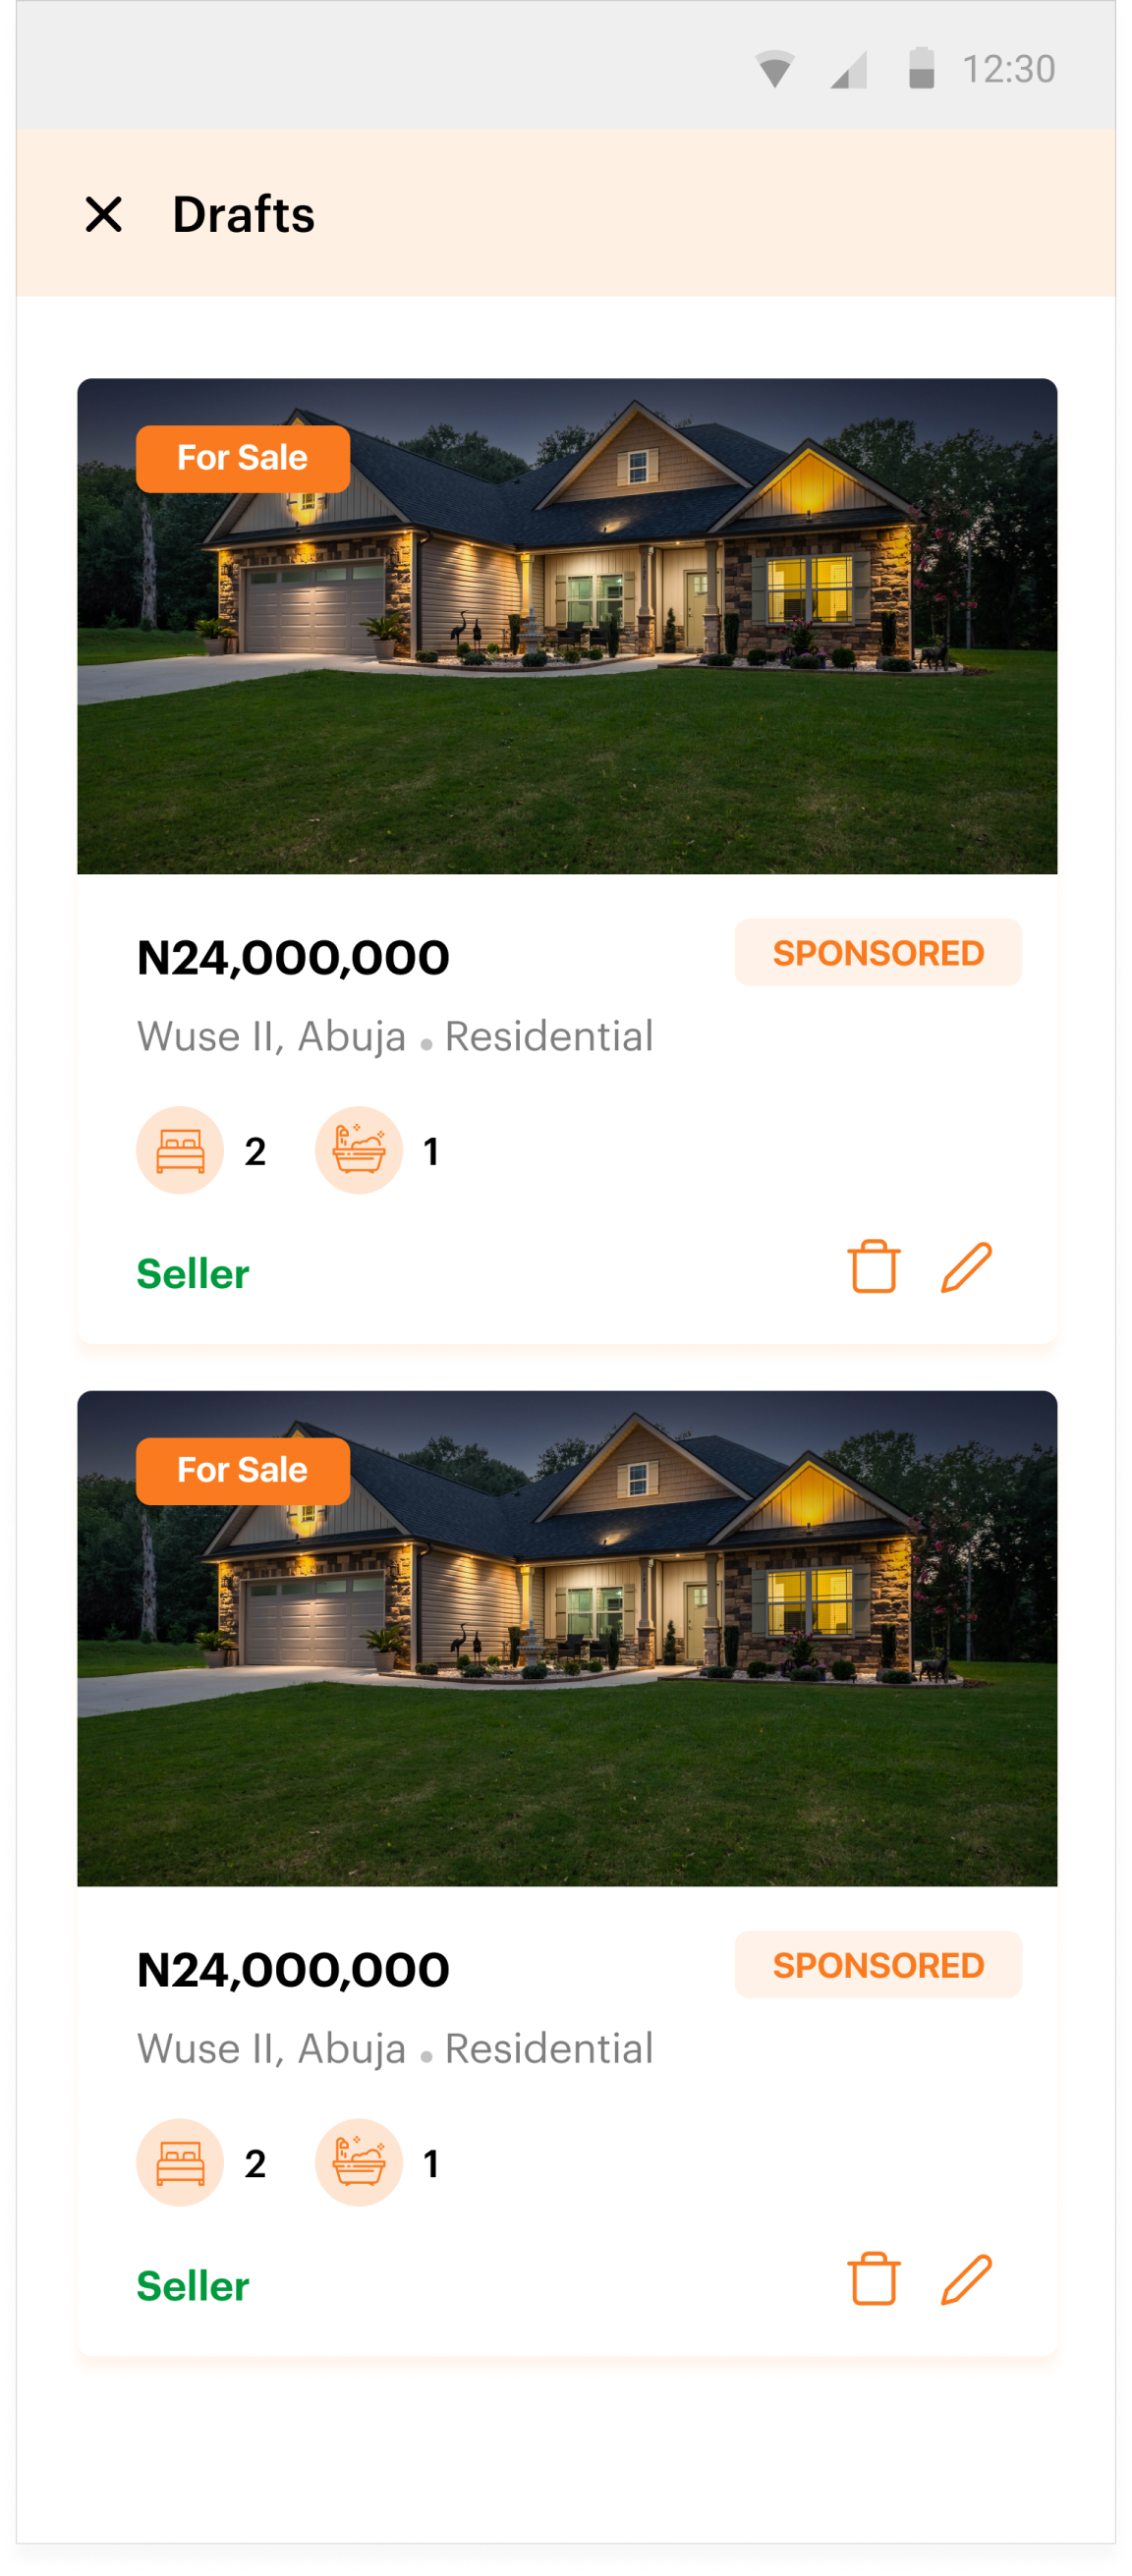 12:30
Drafts
For Sale
N24,000,000
SPONSORED
Wuse II, Abuja . Residential
2 1
Seller
For Sale
N24,000,000
SPONSORED
Wuse II, Abuja . Residential
2 1
Seller